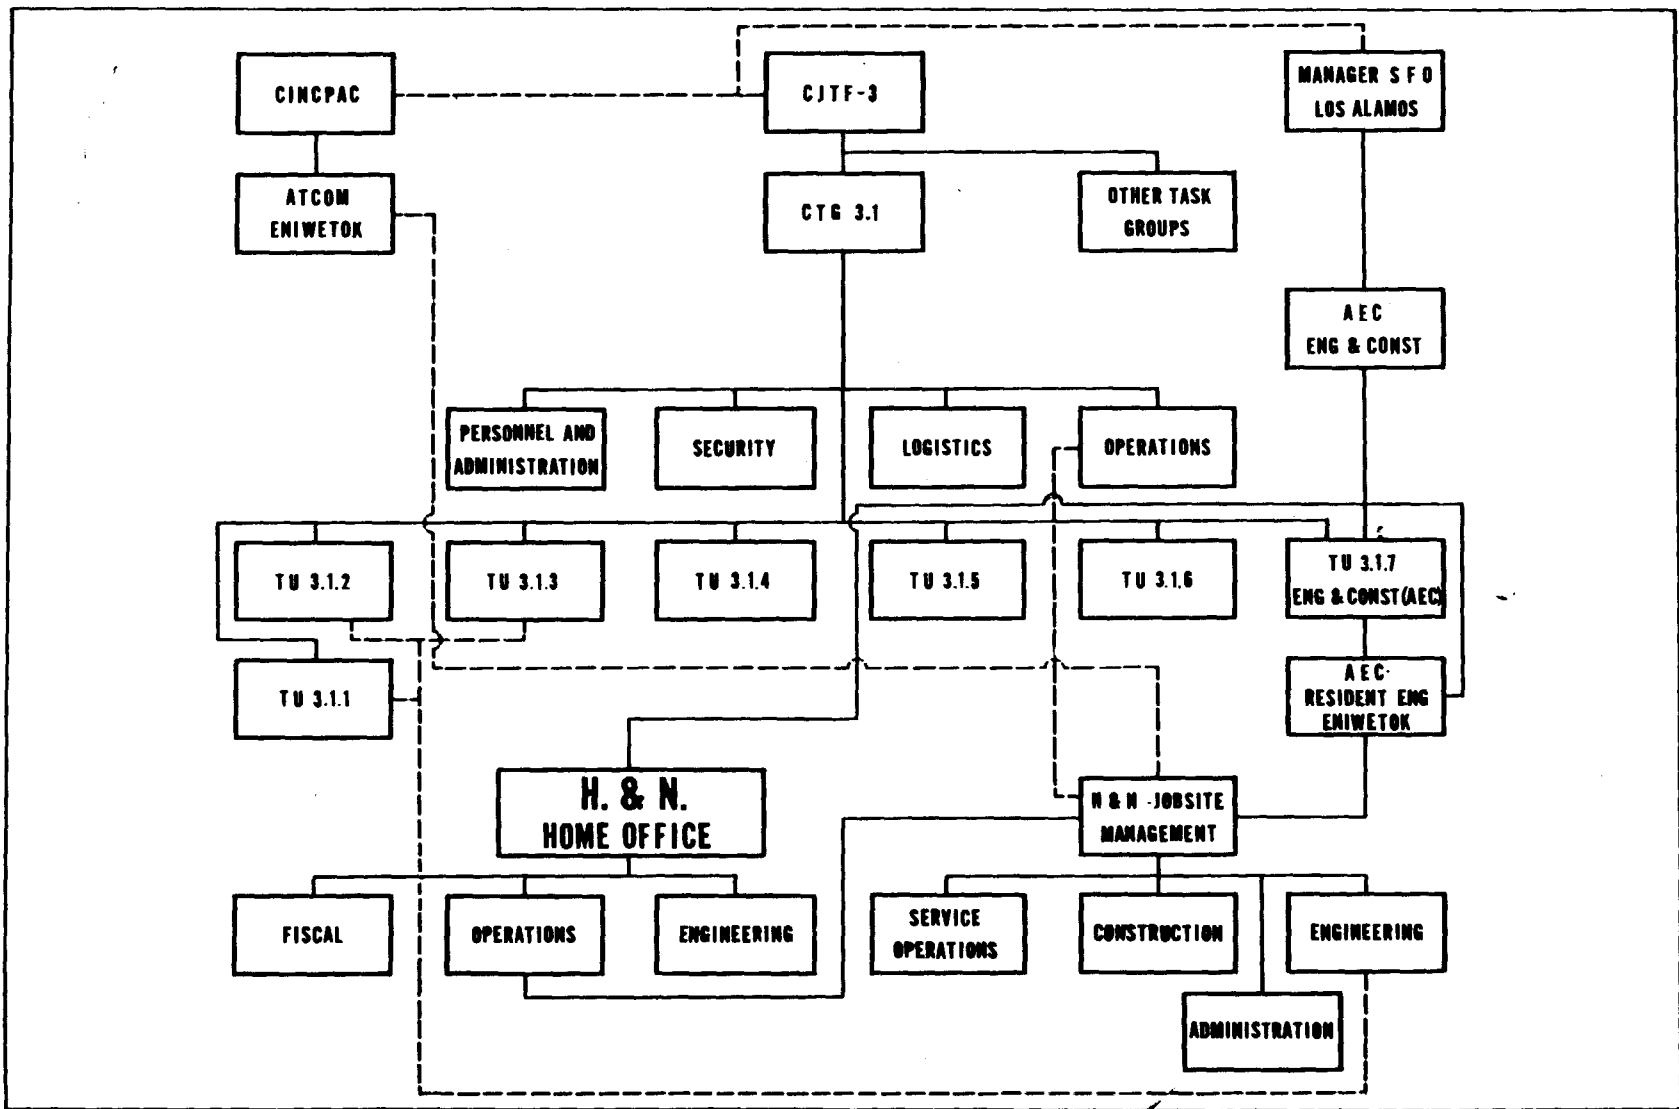 CINCPAC
CJTF-3
MANAGER S F O
LOS ALAMOS
ATCOM
ENIWETOK
CTG 3.1
OTHER TASK
GROUPS
A E C
ENG & CONST
PERSONNEL AND
ADMINISTRATION
SECURITY
LOGISTICS
OPERATIONS
TU 3.1.2
TU 3.1.3
TU 3.1.4
TU 3.1.5
TU 3.1.6
TU 3.1.7
ENG & CONST (AEC)
TU 3.1.1
A E C
RESIDENT ENG
ENIWETOK
H. & N.
HOME OFFICE
H & N - JOBSITE
MANAGEMENT
FISCAL
OPERATIONS
ENGINEERING
SERVICE
OPERATIONS
CONSTRUCTION
ENGINEERING
ADMINISTRATION